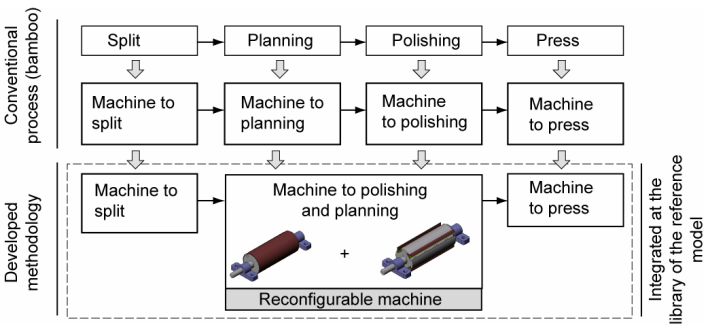 Conventional
process (bamboo)
Split
Planning
Polishing
Press
Machine to
split
Machine to
planning
Machine
to polishing
Machine
to press
Developed
methodology
Machine to
split
Machine to polishing
and planning
+
Reconfigurable machine
Machine
to press
Integrated at the
library of the reference
model